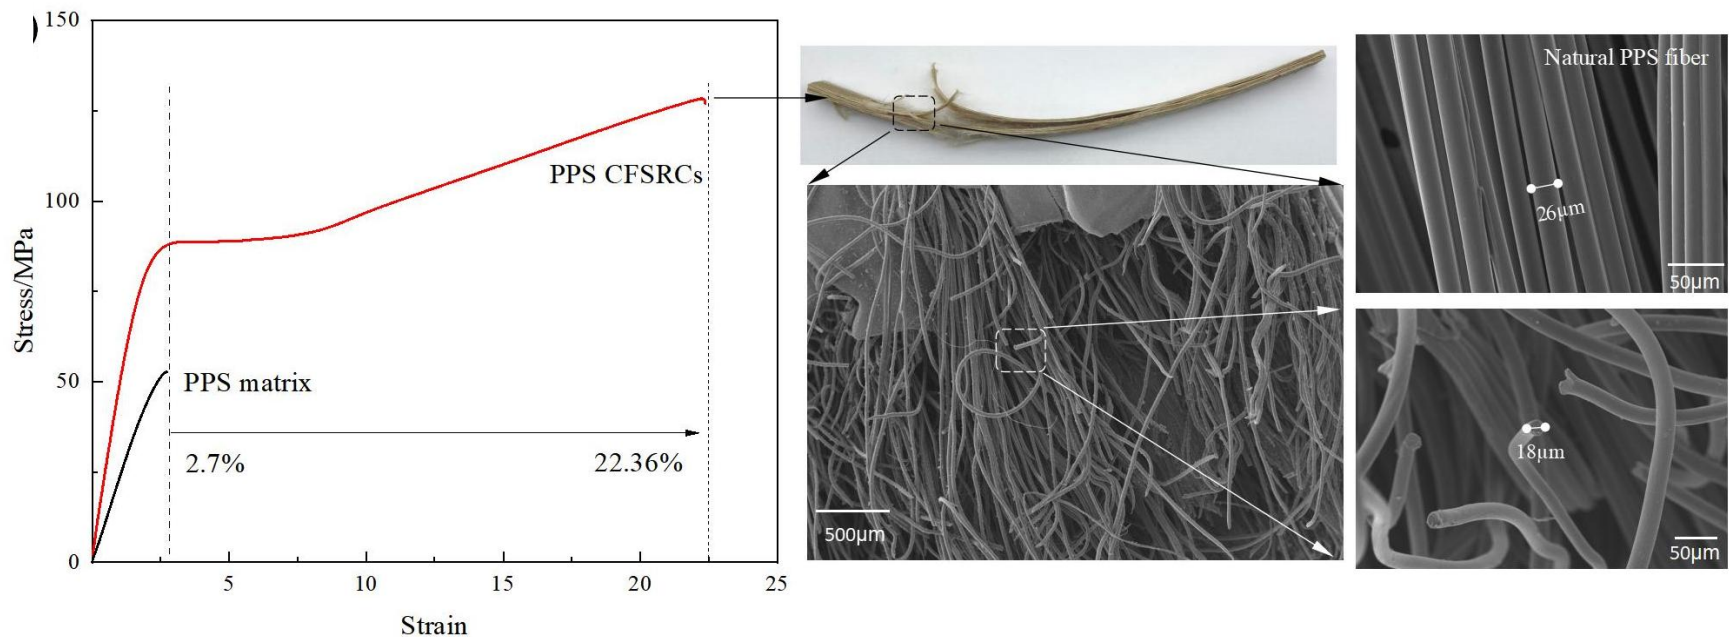 )
150
100
50
0
5
10
15
20
25
Stress/MPa
Strain
PPS CFSRCs
PPS matrix
2.7%
22.36%
500μm
Natural PPS fiber
26μm
50μm
18μm
50μm